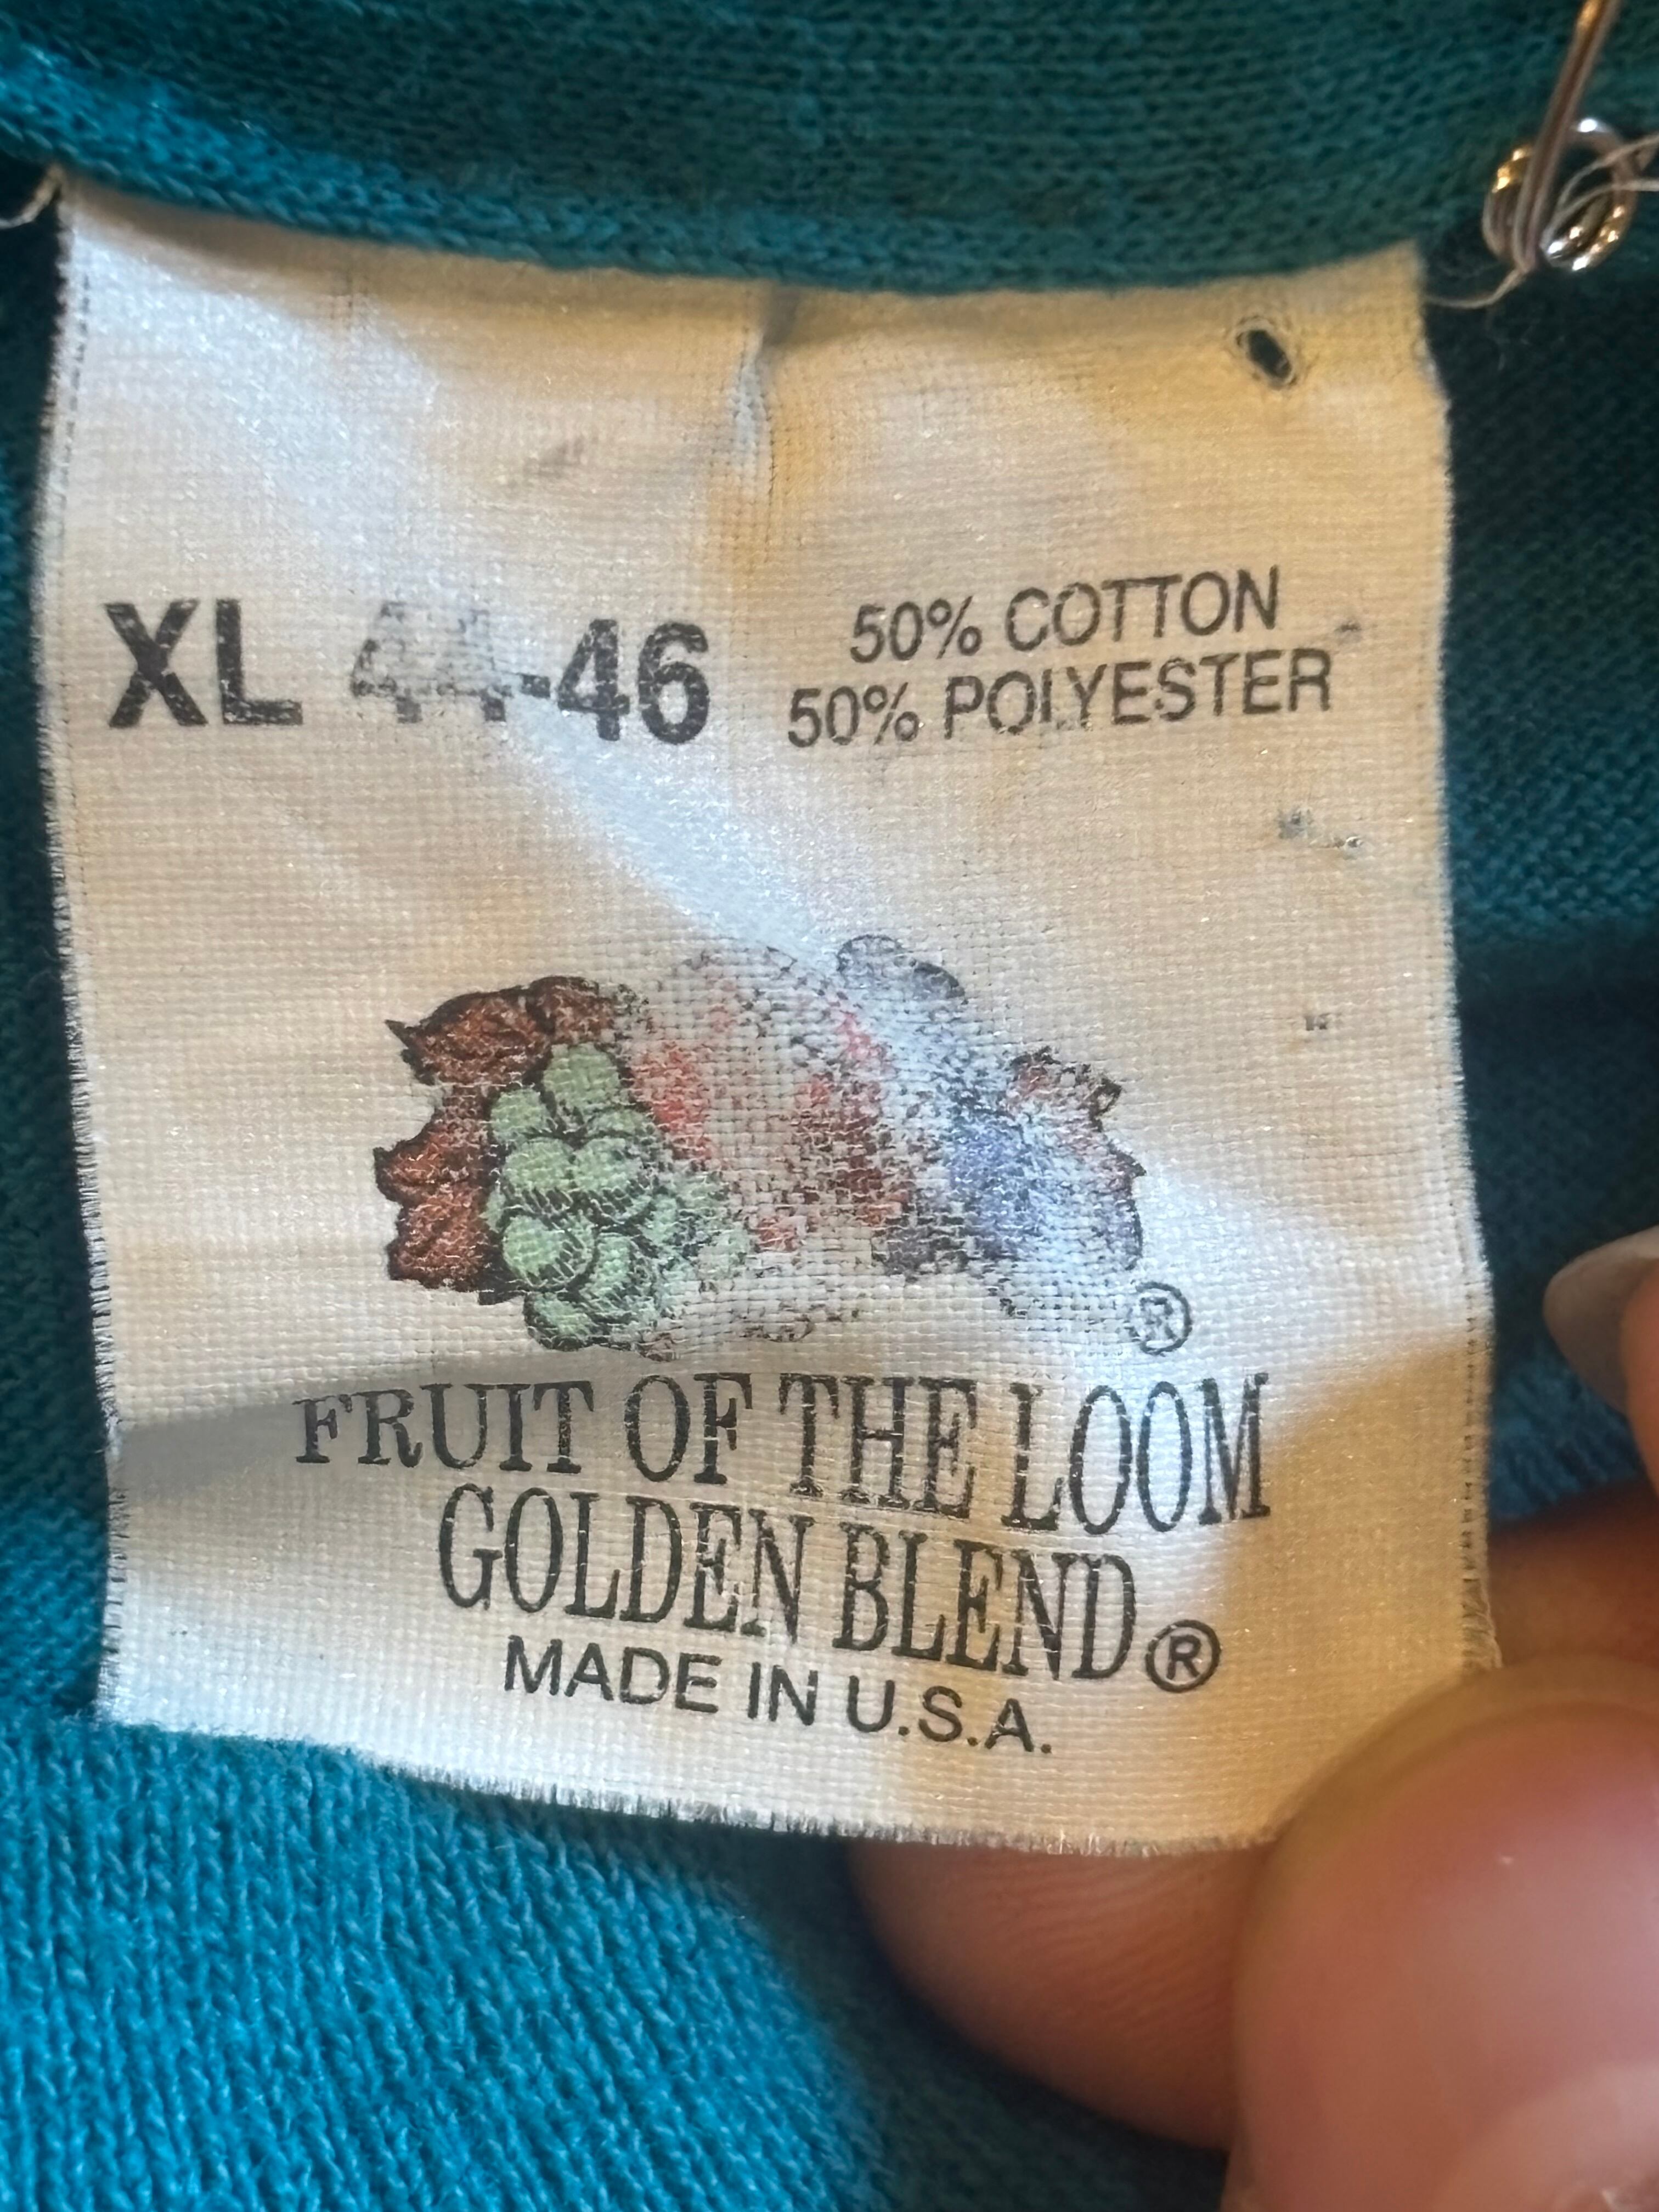 XL 44-46
50% COTTON
50% POLYESTER
®
FRUIT OF THE LOOM
GOLDEN BLEND®
MADE IN U.S.A.